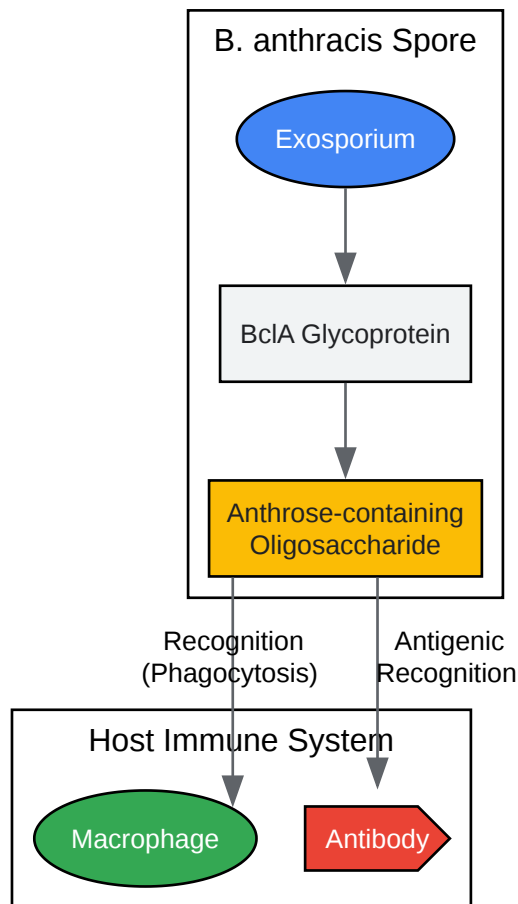 B. anthracis Spore
Exosporium
BclA Glycoprotein
Anthrose-containing
Oligosaccharide
Recognition
(Phagocytosis)
Antigenic
Recognition
Host Immune System
Macrophage
Antibody